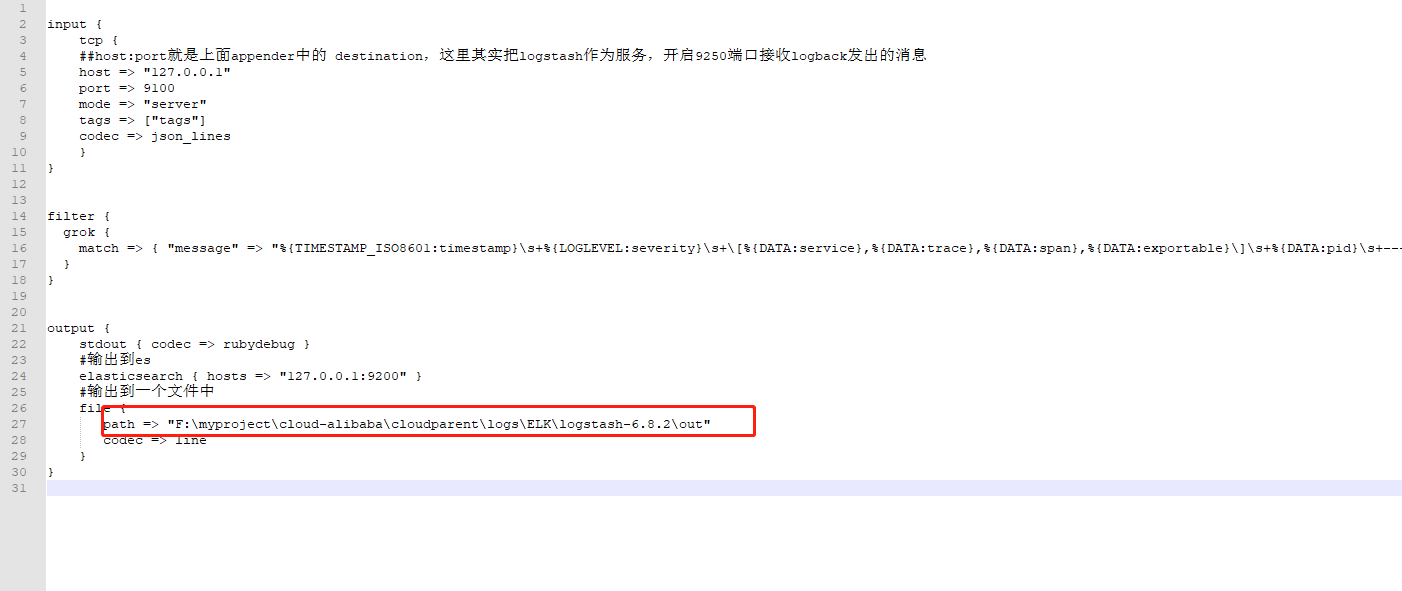 1
2 input {
3 tcp {
4 ##host:port就是上面appender中的 destination，这里其实把logstash作为服务，开启9250端口接收logback发出的消息
5 host => "127.0.0.1"
6 port => 9100
7 mode => "server"
8 tags => ["tags"]
9 codec => json_lines
10 }
11 }
12
13
14 filter {
15 grok {
16 match => { "message" => "%{TIMESTAMP_ISO8601:timestamp}\s+%{LOGLEVEL:severity}\s+\[%{DATA:service},%{DATA:trace},%{DATA:span},%{DATA:exportable}\]\s+%{DATA:pid}\s+---
17 }
18 }
19
20
21 output {
22 stdout { codec => rubydebug }
23 #输出到es
24 elasticsearch { hosts => "127.0.0.1:9200" }
25 #输出到一个文件中
26 file {
27 path => "F:\myproject\cloud-alibaba\cloudparent\logs\ELK\logstash-6.8.2\out"
28 codec => line
29 }
30 }
31